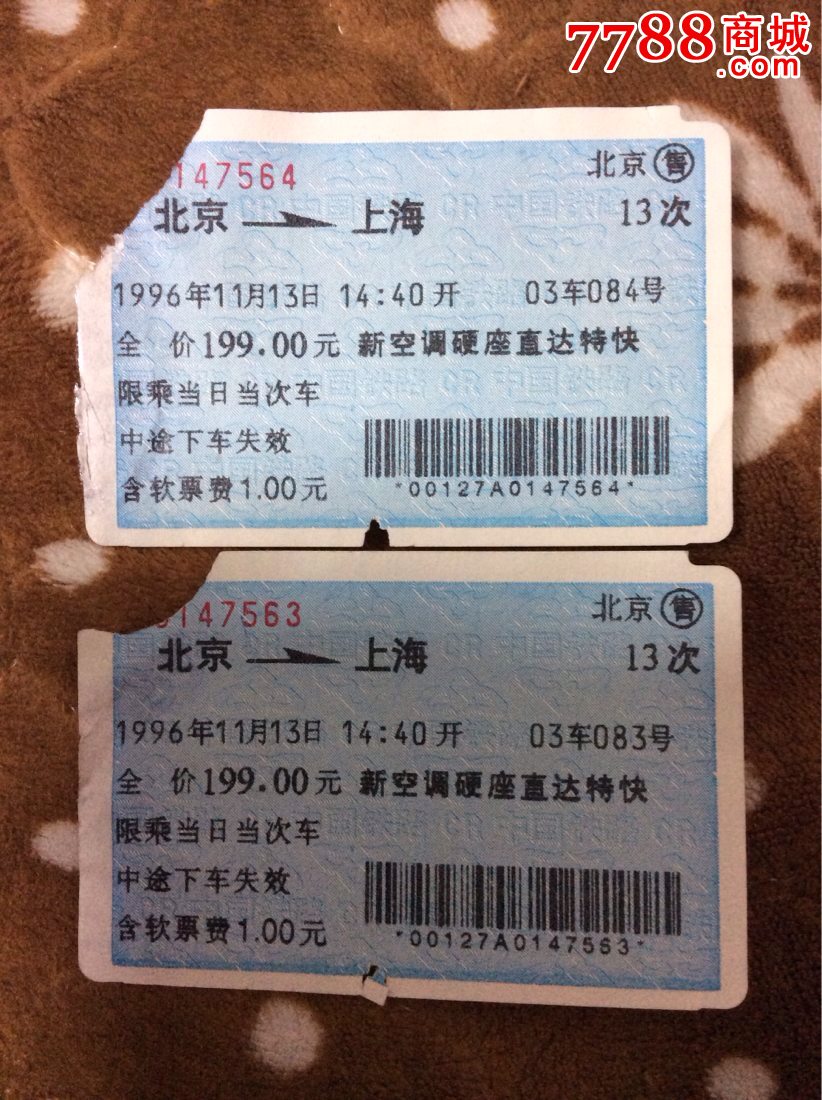 7788商城
.com
147564
北京 售
北京 上海 13次
1996年11月13日 14:40开 03车084号
全 价199.00元 新空调硬座直达特快
限乘当日当次车
中途下车失效
含软票费1.00元
*00127A0147564*
147563
北京 售
北京 上海 13次
1996年11月13日 14:40开 03车083号
全 价199.00元 新空调硬座直达特快
限乘当日当次车
中途下车失效
含软票费1.00元
*00127A0147563*